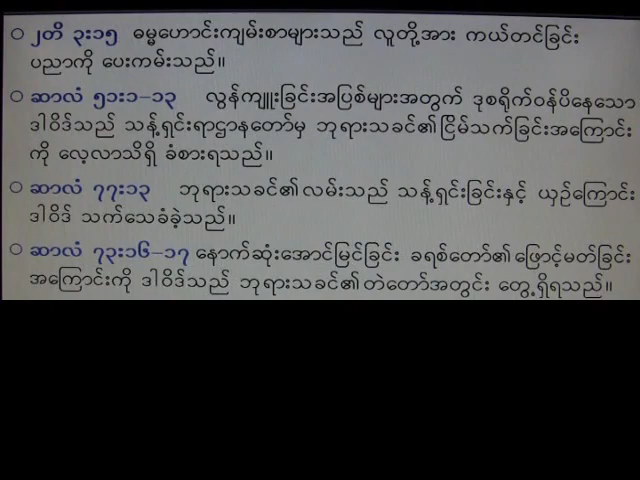 ○ ၂တိ ၃း၁၅ ဓမ္မဟောင်းကျမ်းစာများသည် လူတို့အား ကယ်တင်ခြင်း
ပညာကို ပေးကမ်းသည်။
○ ဆာလံ ၅၁း၁–၁၃ လွန်ကျူးခြင်းအပြစ်များအတွက် ဒုစရိုက်ဝန်ပိနေသော
ဒါဝိဒ်သည် သန့်ရှင်းရာဌာနတော်မှ ဘုရားသခင်၏ငြိမ်သက်ခြင်းအကြောင်း
ကို လေ့လာသိရှိ ခံစားရသည်။
○ ဆာလံ ၇၇း၁၃ ဘုရားသခင်၏လမ်းသည် သန့်ရှင်းခြင်းနှင့် ယှဉ်ကြောင်း
ဒါဝိဒ် သက်သေခံခဲ့သည်။
○ ဆာလံ ၇၃း၁၆–၁၇ နောက်ဆုံးအောင်မြင်ခြင်း ခရစ်တော်၏ဖြောင့်မတ်ခြင်း
အကြောင်းကို ဒါဝိဒ်သည် ဘုရားသခင်၏တဲတော်အတွင်း တွေ့ရှိရသည်။